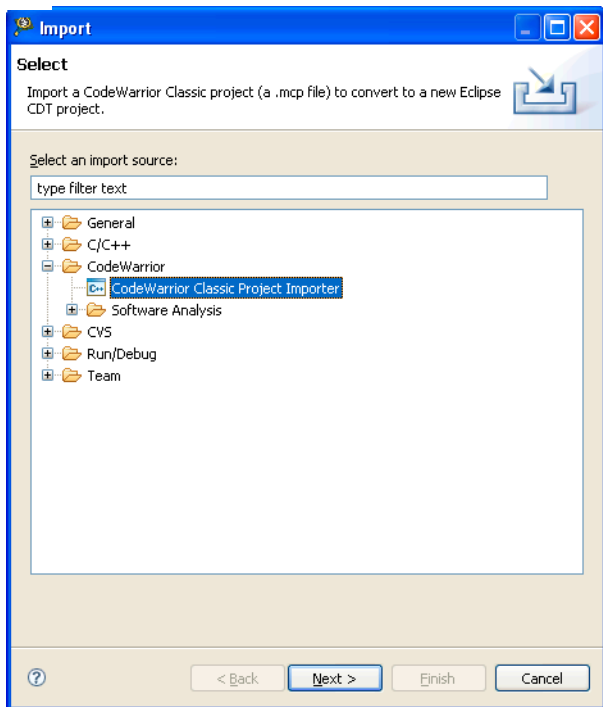 Import
Select
Import a CodeWarrior Classic project (a .mcp file) to convert to a new Eclipse
CDT project.
Select an import source:
type filter text
General
C/C++
CodeWarrior
C++
CodeWarrior Classic Project Importer
Software Analysis
CVS
Run/Debug
Team
?
< Back
Next >
Finish
Cancel